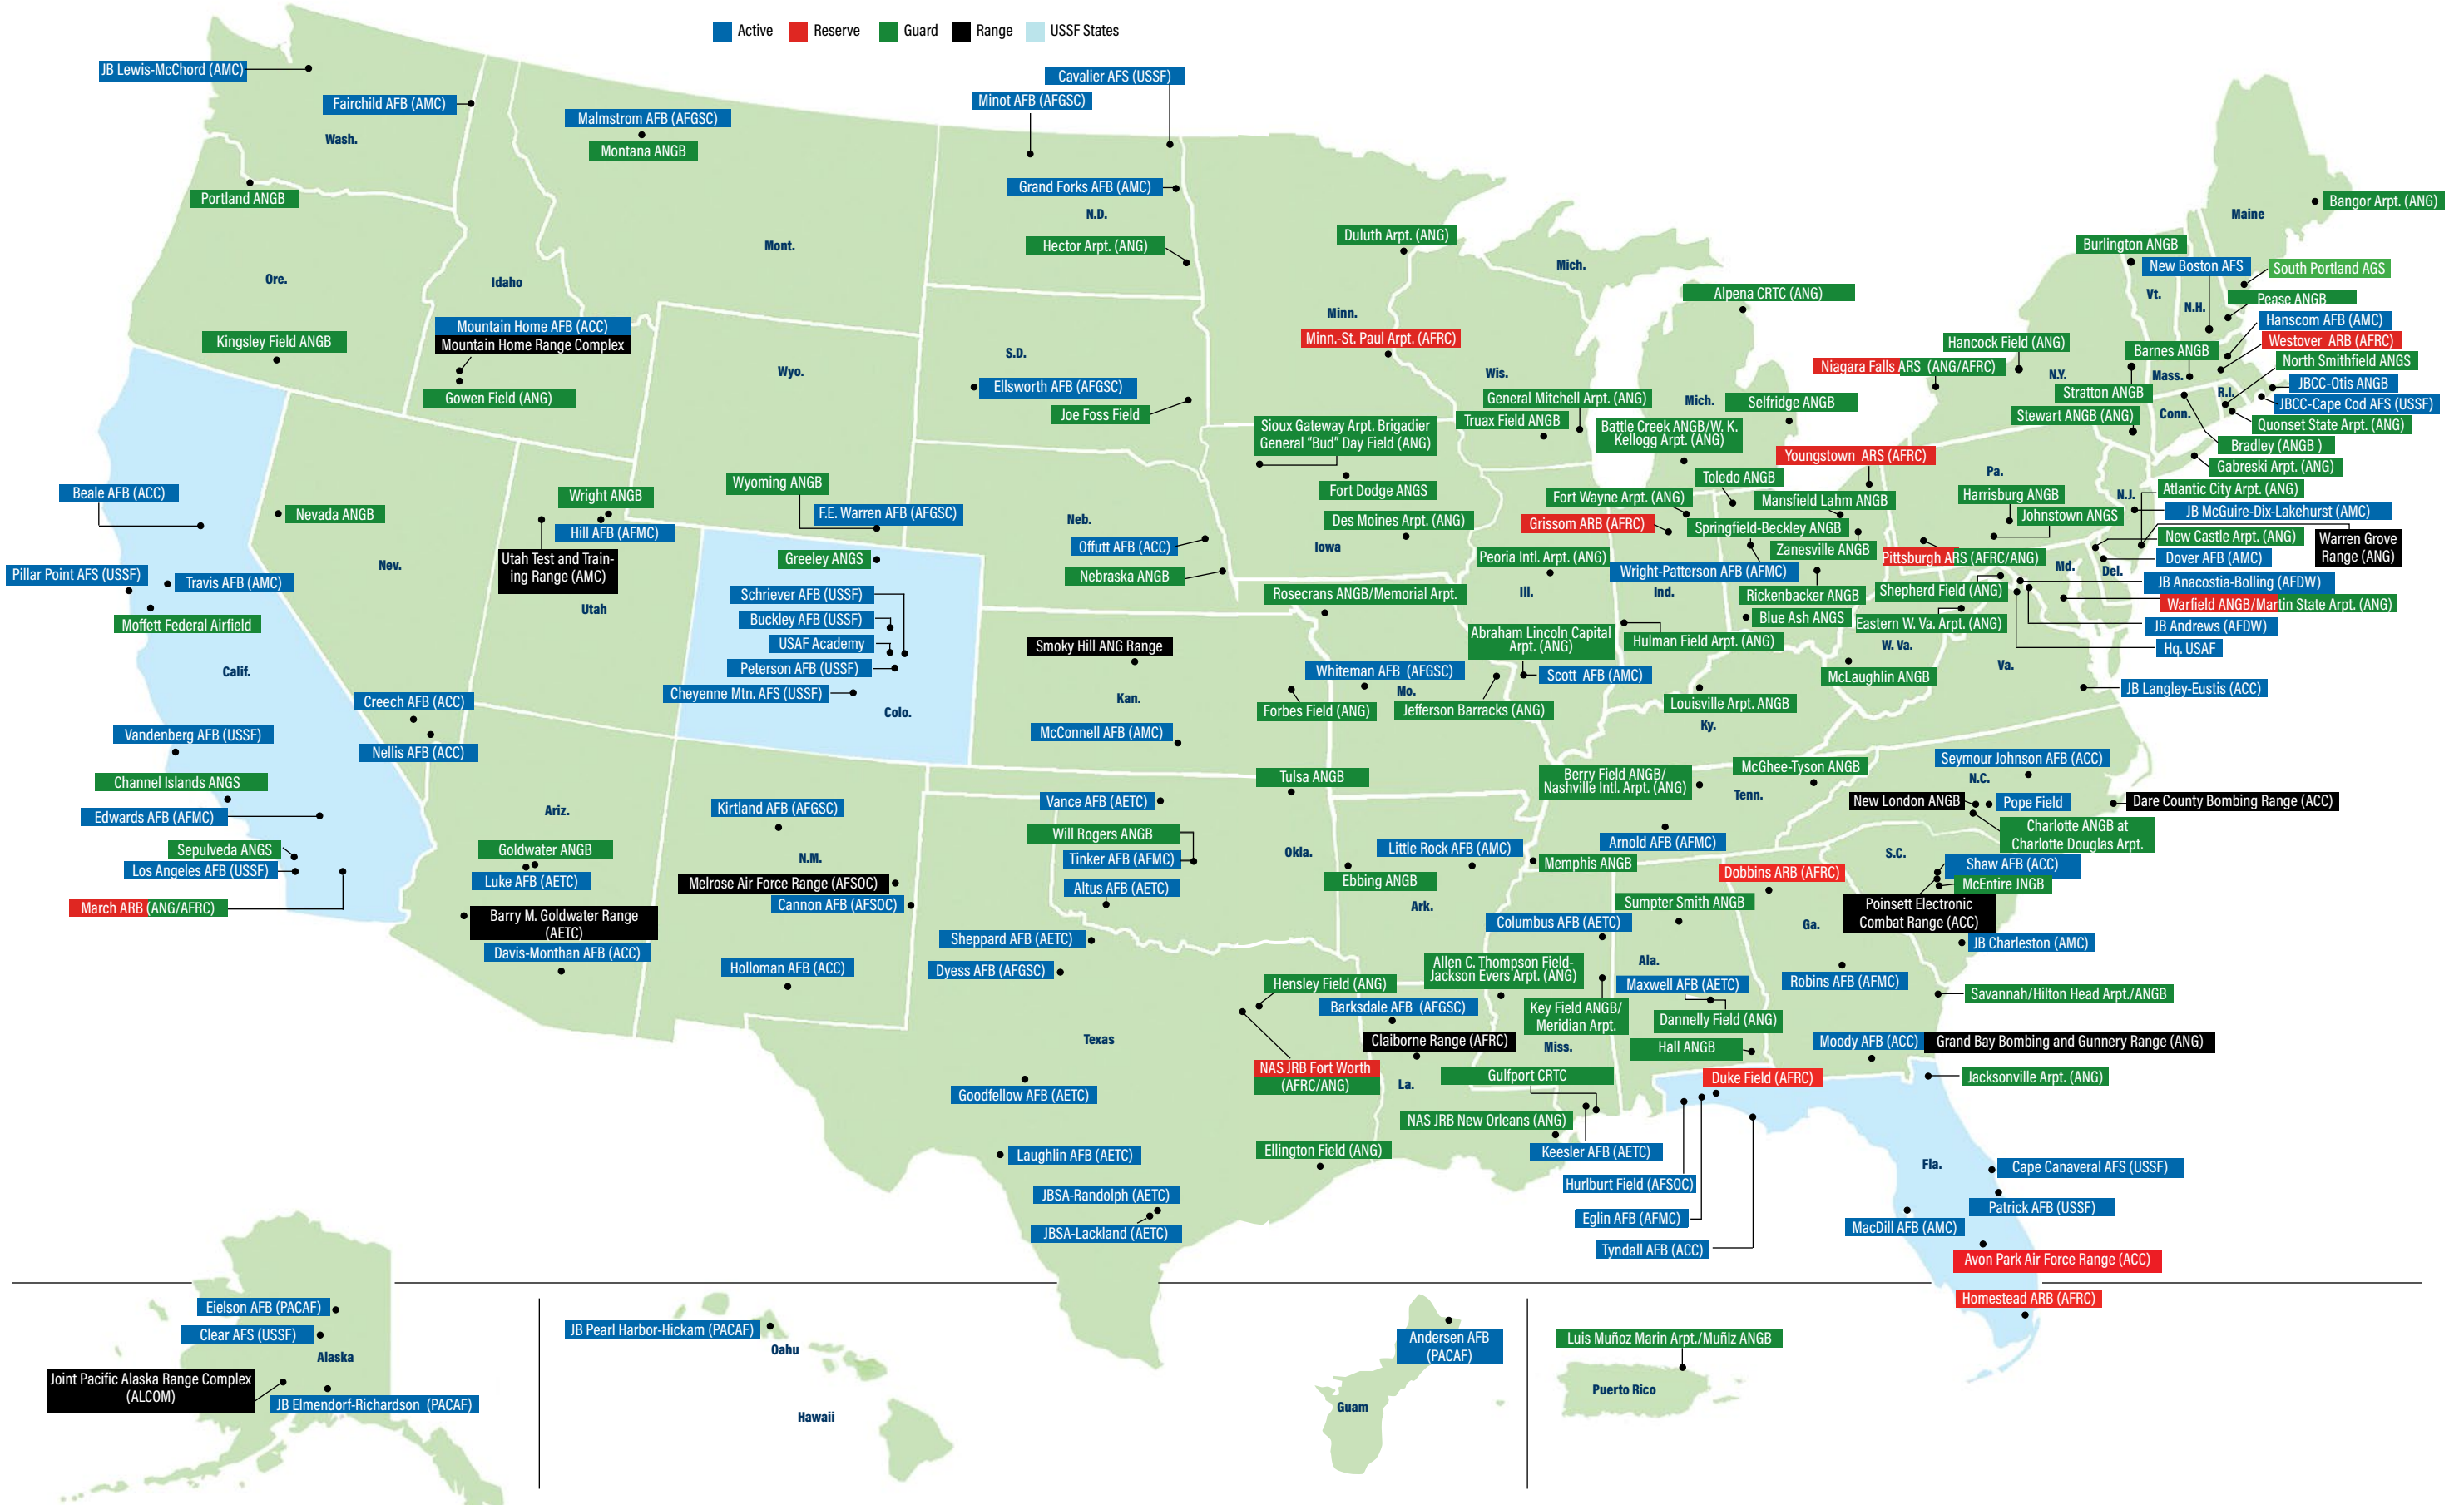 Active
Reserve
Guard
Range
USSF States
JB Lewis-McChord (AMC)
Fairchild AFB (AMC)
Wash.
Portland ANGB
Ore.
Kingsley Field ANGB
Malmstrom AFB (AFGSC)
Montana ANGB
Mont.
Idaho
Mountain Home AFB (ACC)
Mountain Home Range Complex
Gowen Field (ANG)
Cavalier AFS (USSF)
Minot AFB (AFGSC)
Grand Forks AFB (AMC)
N.D.
Hector Arpt. (ANG)
S.D.
Ellsworth AFB (AFGSC)
Joe Foss Field
Wyo.
Wyoming ANGB
F.E. Warren AFB (AFGSC)
Neb.
Offutt AFB (ACC)
Nebraska ANGB
Beale AFB (ACC)
Nevada ANGB
Nev.
Pillar Point AFS (USSF)
Travis AFB (AMC)
Moffett Federal Airfield
Calif.
Creech AFB (ACC)
Nellis AFB (ACC)
Vandenberg AFB (USSF)
Channel Islands ANGS
Edwards AFB (AFMC)
Sepulveda ANGS
Los Angeles AFB (USSF)
March ARB (ANG/AFRC)
Wright ANGB
Hill AFB (AFMC)
Utah Test and Train-
ing Range (AMC)
Utah
Greeley ANGS
Schriever AFB (USSF)
Buckley AFB (USSF)
USAF Academy
Peterson AFB (USSF)
Cheyenne Mtn. AFS (USSF)
Colo.
Smoky Hill ANG Range
Kan.
McConnell AFB (AMC)
Ariz.
Goldwater ANGB
Luke AFB (AETC)
Barry M. Goldwater Range
(AETC)
Davis-Monthan AFB (ACC)
Kirtland AFB (AFGSC)
N.M.
Melrose Air Force Range (AFSOC)
Cannon AFB (AFSOC)
Holloman AFB (ACC)
Vance AFB (AETC)
Will Rogers ANGB
Tinker AFB (AFMC)
Altus AFB (AETC)
Okla.
Tulsa ANGB
Sheppard AFB (AETC)
Dyess AFB (AFGSC)
Texas
Goodfellow AFB (AETC)
Laughlin AFB (AETC)
JBSA-Randolph (AETC)
JBSA-Lackland (AETC)
Hensley Field (ANG)
NAS JRB Fort Worth
(AFRC/ANG)
Ellington Field (ANG)
Duluth Arpt. (ANG)
Minn.
Minn.-St. Paul Arpt. (AFRC)
Mich.
Wis.
General Mitchell Arpt. (ANG)
Truax Field ANGB
Sioux Gateway Arpt. Brigadier
General "Bud" Day Field (ANG)
Fort Dodge ANGS
Des Moines Arpt. (ANG)
Iowa
Alpena CRTC (ANG)
Mich.
Selfridge ANGB
Battle Creek ANGB/W. K.
Kellogg Arpt. (ANG)
Youngstown ARS (AFRC)
Toledo ANGB
Fort Wayne Arpt. (ANG)
Mansfield Lahm ANGB
Grissom ARB (AFRC)
Springfield-Beckley ANGB
Zanesville ANGB
Peoria Intl. Arpt. (ANG)
Wright-Patterson AFB (AFMC)
Rosecrans ANGB/Memorial Arpt.
Ill.
Ind.
Rickenbacker ANGB
Blue Ash ANGS
Abraham Lincoln Capital
Arpt. (ANG)
Hulman Field Arpt. (ANG)
Whiteman AFB (AFGSC)
Mo.
Scott AFB (AMC)
Forbes Field (ANG)
Jefferson Barracks (ANG)
Louisville Arpt. ANGB
Ky.
McLaughlin ANGB
W. Va.
Va.
Berry Field ANGB/
Nashville Intl. Arpt. (ANG)
McGhee-Tyson ANGB
Tenn.
Arnold AFB (AFMC)
Memphis ANGB
Little Rock AFB (AMC)
Ebbing ANGB
Ark.
Columbus AFB (AETC)
Sumpter Smith ANGB
Dobbins ARB (AFRC)
Ga.
Ala.
Allen C. Thompson Field-
Jackson Evers Arpt. (ANG)
Barksdale AFB (AFGSC)
Key Field ANGB/
Meridian Arpt.
Maxwell AFB (AETC)
Dannelly Field (ANG)
Claiborne Range (AFRC)
Miss.
Hall ANGB
La.
Gulfport CRTC
NAS JRB New Orleans (ANG)
Keesler AFB (AETC)
Duke Field (AFRC)
Hurlburt Field (AFSOC)
Eglin AFB (AFMC)
Tyndall AFB (ACC)
Robins AFB (AFMC)
Savannah/Hilton Head Arpt./ANGB
Moody AFB (ACC)
Grand Bay Bombing and Gunnery Range (ANG)
Jacksonville Arpt. (ANG)
Fla.
Cape Canaveral AFS (USSF)
Patrick AFB (USSF)
MacDill AFB (AMC)
Avon Park Air Force Range (ACC)
Homestead ARB (AFRC)
Seymour Johnson AFB (ACC)
N.C.
New London ANGB
Pope Field
Dare County Bombing Range (ACC)
Charlotte ANGB at
Charlotte Douglas Arpt.
S.C.
Shaw AFB (ACC)
McEntire JNGB
Poinsett Electronic
Combat Range (ACC)
JB Charleston (AMC)
Bangor Arpt. (ANG)
Maine
Burlington ANGB
New Boston AFS
South Portland AGS
Vt.
N.H.
Pease ANGB
Hanscom AFB (AMC)
Westover ARB (AFRC)
Hancock Field (ANG)
Barnes ANGB
North Smithfield ANGS
Niagara Falls ARS (ANG/AFRC)
N.Y.
Mass.
JBCC-Otis ANGB
Stratton ANGB
R.I.
JBCC-Cape Cod AFS (USSF)
Stewart ANGB (ANG)
Conn.
Quonset State Arpt. (ANG)
Bradley (ANGB )
Gabreski Arpt. (ANG)
Pa.
Harrisburg ANGB
N.J.
Atlantic City Arpt. (ANG)
Johnstown ANGS
JB McGuire-Dix-Lakehurst (AMC)
New Castle Arpt. (ANG)
Warren Grove
Range (ANG)
Pittsburgh ARS (AFRC/ANG)
Dover AFB (AMC)
Md.
Del.
Shepherd Field (ANG)
JB Anacostia-Bolling (AFDW)
Warfield ANGB/Martin State Arpt. (ANG)
Eastern W. Va. Arpt. (ANG)
JB Andrews (AFDW)
Hq. USAF
JB Langley-Eustis (ACC)
Eielson AFB (PACAF)
Clear AFS (USSF)
Alaska
Joint Pacific Alaska Range Complex
(ALCOM)
JB Elmendorf-Richardson (PACAF)
JB Pearl Harbor-Hickam (PACAF)
Oahu
Hawaii
Andersen AFB
(PACAF)
Guam
Luis Muñoz Marin Arpt./Muñlz ANGB
Puerto Rico